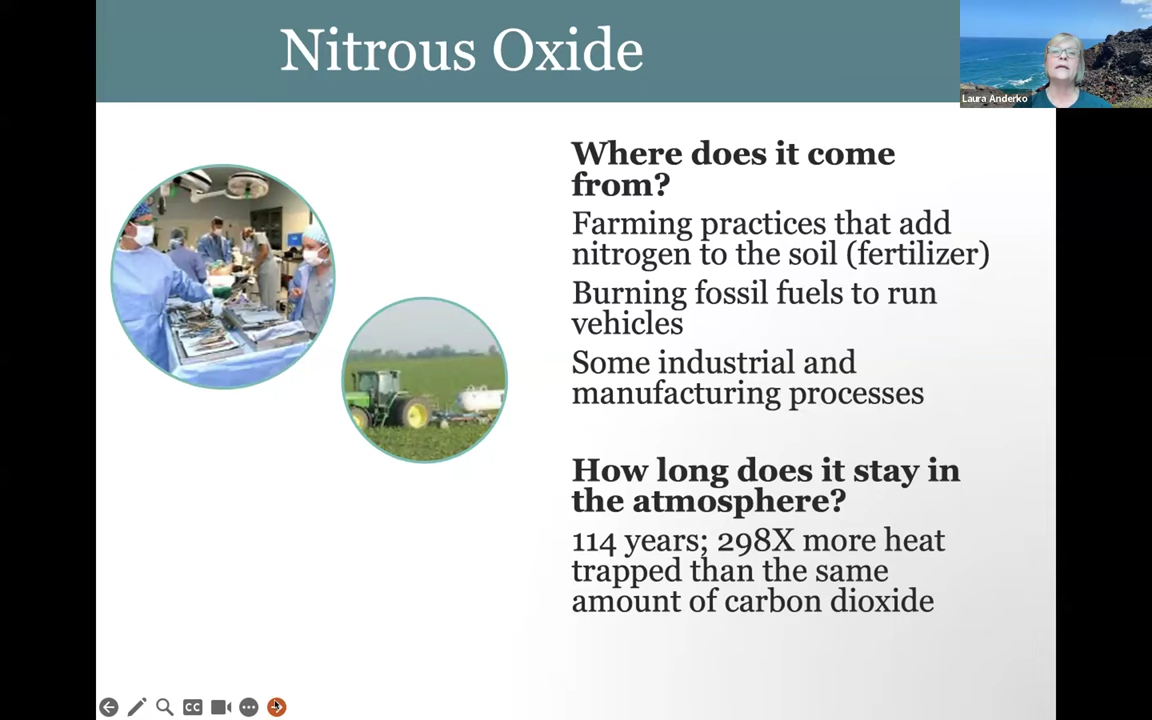 Nitrous Oxide
Laura Anderko
Where does it come
from?
Farming practices that add
nitrogen to the soil (fertilizer)
Burning fossil fuels to run
vehicles
Some industrial and
manufacturing processes
How long does it stay in
the atmosphere?
114 years; 298X more heat
trapped than the same
amount of carbon dioxide
CC